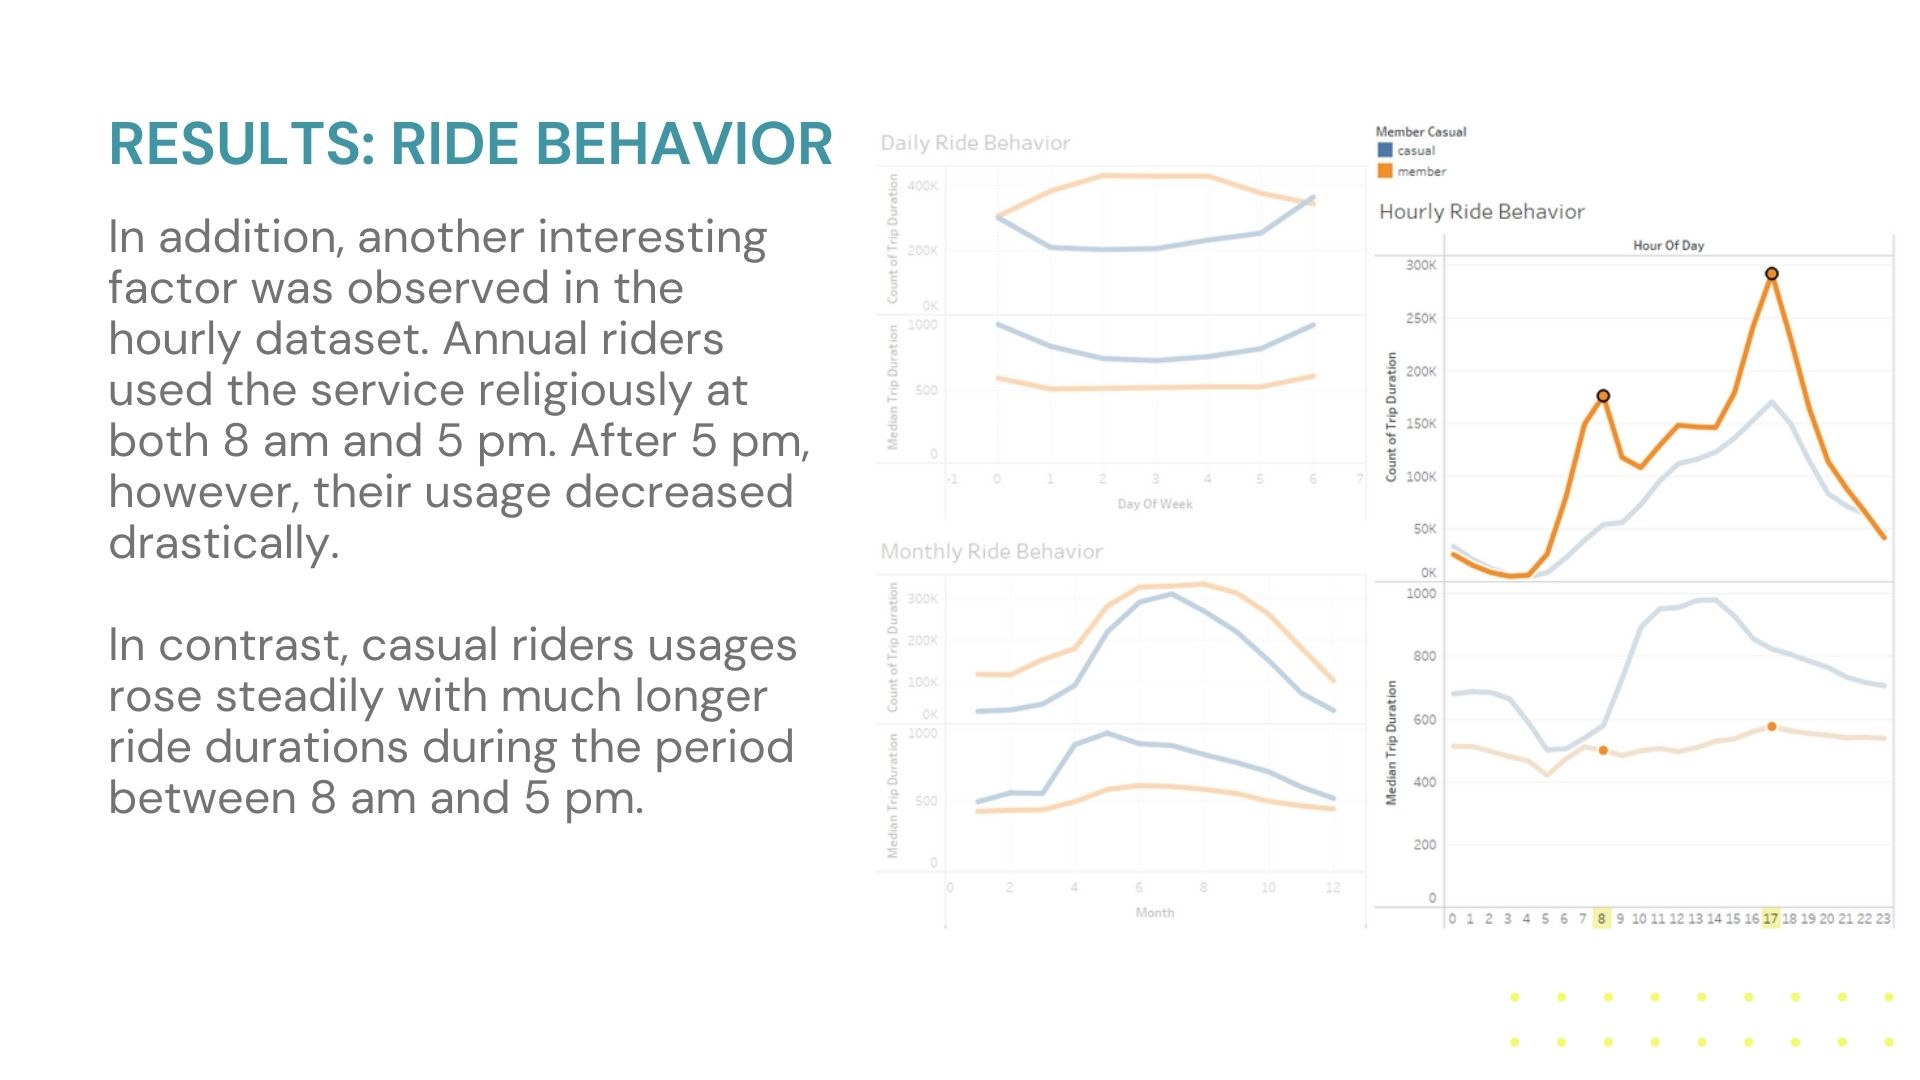 RESULTS: RIDE BEHAVIOR
In addition, another interesting
factor was observed in the
hourly dataset. Annual riders
used the service religiously at
both 8 am and 5 pm. After 5 pm,
however, their usage decreased
drastically.
In contrast, casual riders usages
rose steadily with much longer
ride durations during the period
between 8 am and 5 pm.
Daily Ride Behavior
Count of Trip Duration
400K
200K
0K
Median Trip Duration
1000
500
0
-1 0 1 2 3 4 5 6 7
Day Of Week
Monthly Ride Behavior
Count of Trip Duration
300K
200K
100K
0K
Median Trip Duration
1000
500
0
0 2 4 6 8 10 12
Month
Member Casual
casual
member
Hourly Ride Behavior
Hour Of Day
Count of Trip Duration
300K
250K
200K
150K
100K
50K
0K
Median Trip Duration
1000
800
600
400
200
0
0 1 2 3 4 5 6 7 8 9 10 11 12 13 14 15 16 17 18 19 20 21 22 23